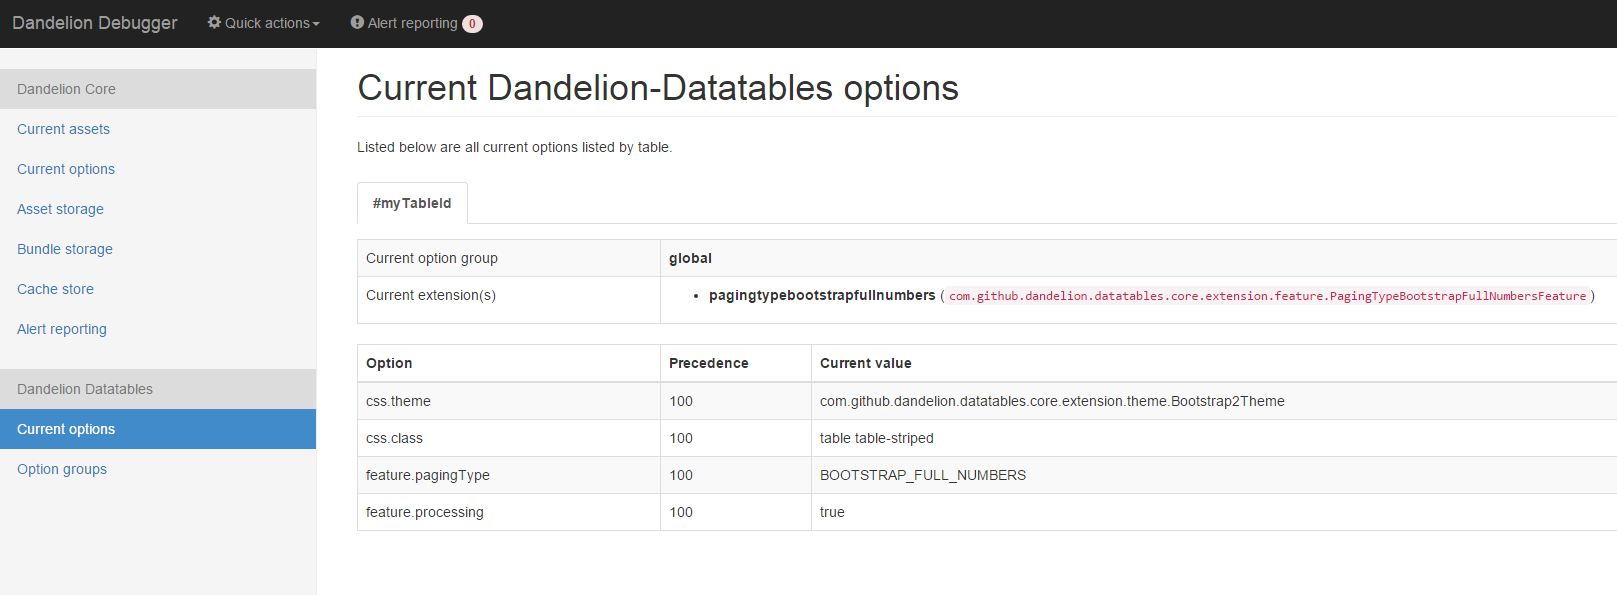 Dandelion Debugger Quick actions Alert reporting 0
Dandelion Core
Current assets
Current options
Asset storage
Bundle storage
Cache store
Alert reporting
Dandelion Datatables
Current options
Option groups
Current Dandelion-Datatables options
Listed below are all current options listed by table.
#myTableId
Current option group global
Current extension(s) • pagingtypebootstrapfullnumbers ( com.github.dandelion.datatables.core.extension.feature.PagingTypeBootstrapFullNumbersFeature )
Option Precedence Current value
css.theme 100 com.github.dandelion.datatables.core.extension.theme.Bootstrap2Theme
css.class 100 table table-striped
feature.pagingType 100 BOOTSTRAP_FULL_NUMBERS
feature.processing 100 true